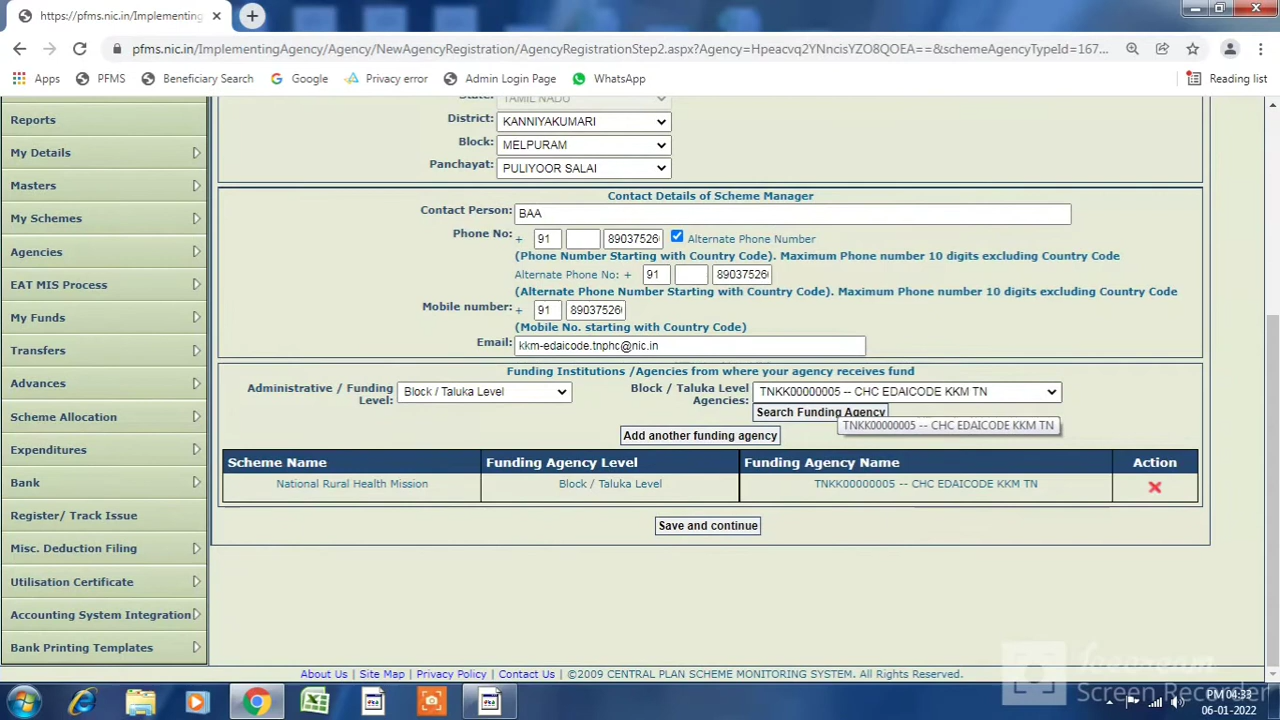 https://pfms.nic.in/Implementing
pfms.nic.in/ImplementingAgency/Agency/NewAgencyRegistration/AgencyRegistrationStep2.aspx?Agency=Hpeacvq2YNncisYZO8QOEA==&schemeAgencyTypeId=167...
Apps PFMS Beneficiary Search Google Privacy error Admin Login Page WhatsApp Reading list
Reports
My Details
Masters
My Schemes
Agencies
EAT MIS Process
My Funds
Transfers
Advances
Scheme Allocation
Expenditures
Bank
Register/ Track Issue
Misc. Deduction Filing
Utilisation Certificate
Accounting System Integration
Bank Printing Templates
State: TAMIL NADU
District: KANNIYAKUMARI
Block: MELPURAM
Panchayat: PULIYOOR SALAI
Contact Details of Scheme Manager
Contact Person: BAA
Phone No: + 91 89037526 Alternate Phone Number
(Phone Number Starting with Country Code). Maximum Phone number 10 digits excluding Country Code
Alternate Phone No: + 91 89037526
(Alternate Phone Number Starting with Country Code). Maximum Phone number 10 digits excluding Country Code
Mobile number: + 91 89037526
(Mobile No. starting with Country Code)
Email: kkm-edaicode.tnphc@nic.in
Funding Institutions /Agencies from where your agency receives fund
Administrative / Funding Level: Block / Taluka Level
Block / Taluka Level Agencies: TNKK00000005 -- CHC EDAICODE KKM TN
Search Funding Agency
TNKK00000005 -- CHC EDAICODE KKM TN
Add another funding agency
Scheme Name Funding Agency Level Funding Agency Name Action
National Rural Health Mission Block / Taluka Level TNKK00000005 -- CHC EDAICODE KKM TN
Save and continue
About Us | Site Map | Privacy Policy | Contact Us | ©2009 CENTRAL PLAN SCHEME MONITORING SYSTEM. All Rights Reserved.
Icecream
Screen Recorder
PM 04:33
06-01-2022